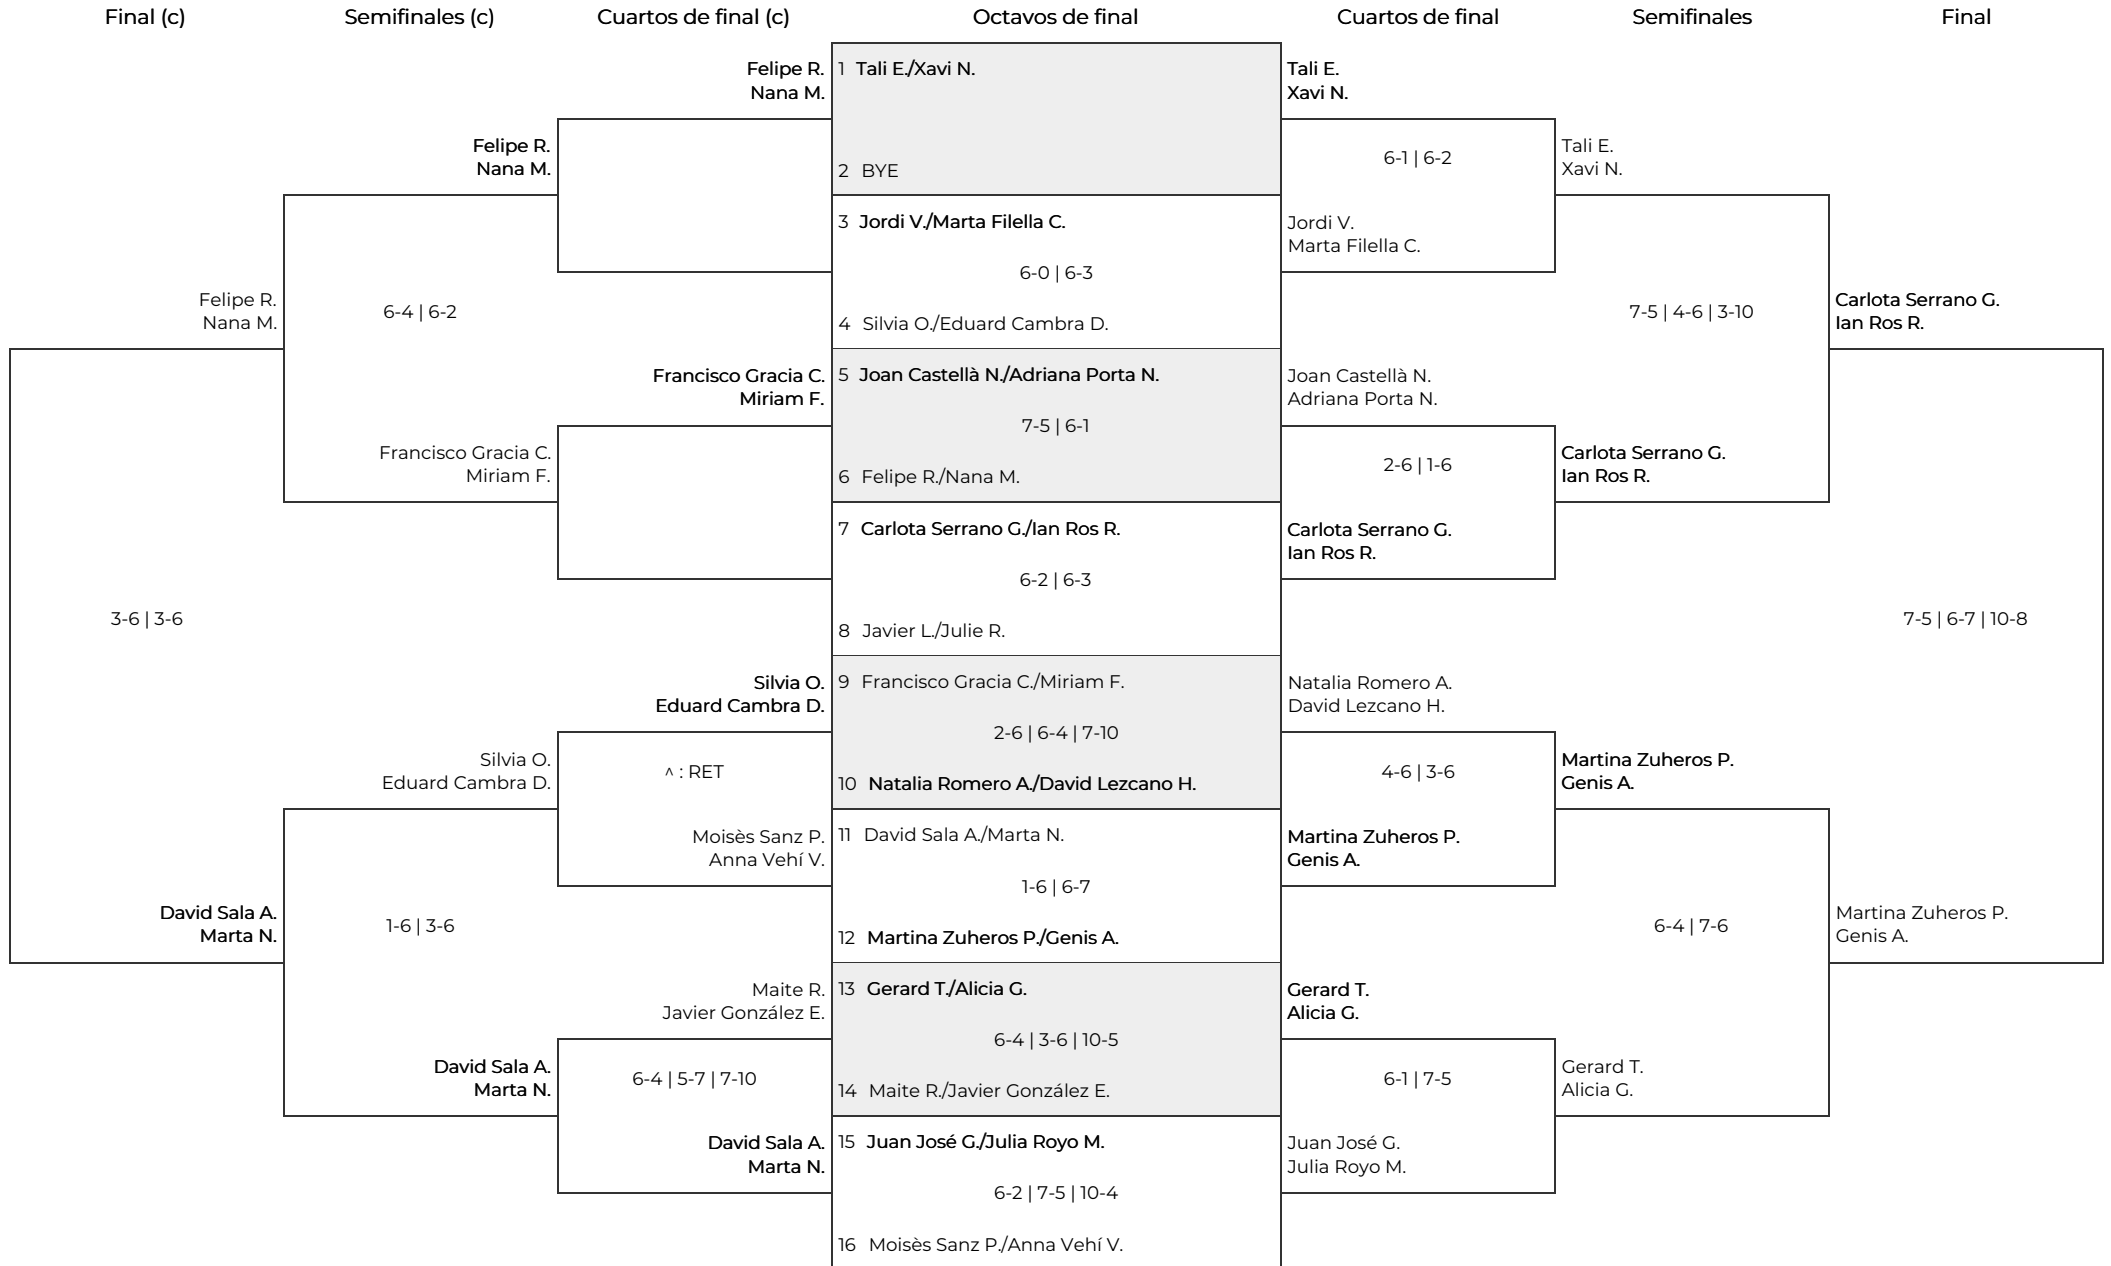 Final (c) Semifinales (c) Cuartos de final (c) Octavos de final Cuartos de final Semifinales Final
Felipe R.
Nana M.
3-6 | 3-6
David Sala A.
Marta N.
Felipe R.
Nana M.
6-4 | 6-2
Francisco Gracia C.
Miriam F.
Silvia O.
Eduard Cambra D.
1-6 | 3-6
David Sala A.
Marta N.
Felipe R.
Nana M.
Francisco Gracia C.
Miriam F.
Silvia O.
Eduard Cambra D.
^ : RET
Moisès Sanz P.
Anna Vehí V.
Maite R.
Javier González E.
6-4 | 5-7 | 7-10
David Sala A.
Marta N.
1 Tali E./Xavi N.
2 BYE
3 Jordi V./Marta Filella C.
6-0 | 6-3
4 Silvia O./Eduard Cambra D.
5 Joan Castellà N./Adriana Porta N.
7-5 | 6-1
6 Felipe R./Nana M.
7 Carlota Serrano G./Ian Ros R.
6-2 | 6-3
8 Javier L./Julie R.
9 Francisco Gracia C./Miriam F.
2-6 | 6-4 | 7-10
10 Natalia Romero A./David Lezcano H.
11 David Sala A./Marta N.
1-6 | 6-7
12 Martina Zuheros P./Genis A.
13 Gerard T./Alicia G.
6-4 | 3-6 | 10-5
14 Maite R./Javier González E.
15 Juan José G./Julia Royo M.
6-2 | 7-5 | 10-4
16 Moisès Sanz P./Anna Vehí V.
Tali E.
Xavi N.
6-1 | 6-2
Jordi V.
Marta Filella C.
Joan Castellà N.
Adriana Porta N.
2-6 | 1-6
Carlota Serrano G.
Ian Ros R.
Natalia Romero A.
David Lezcano H.
4-6 | 3-6
Martina Zuheros P.
Genis A.
Gerard T.
Alicia G.
6-1 | 7-5
Juan José G.
Julia Royo M.
Tali E.
Xavi N.
7-5 | 4-6 | 3-10
Carlota Serrano G.
Ian Ros R.
Martina Zuheros P.
Genis A.
6-4 | 7-6
Gerard T.
Alicia G.
Carlota Serrano G.
Ian Ros R.
7-5 | 6-7 | 10-8
Martina Zuheros P.
Genis A.